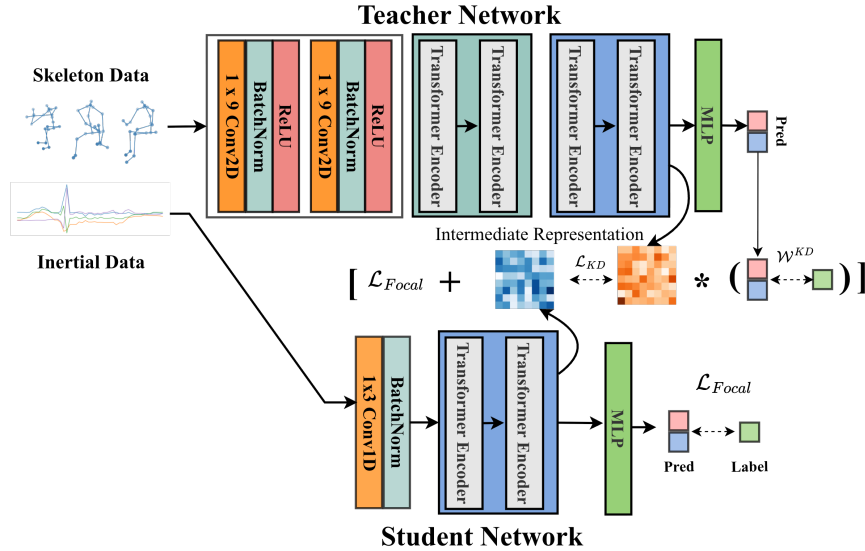 Teacher Network
Skeleton Data
1 x 9 Conv2D
BatchNorm
ReLU
1 x 9 Conv2D
BatchNorm
ReLU
Transformer Encoder
Transformer Encoder
Transformer Encoder
Transformer Encoder
MLP
Pred
Inertial Data
Intermediate Representation
[ ℒ_Focal + ℒ_KD * ( 𝒲^KD ) ]
1x3 Conv1D
BatchNorm
Transformer Encoder
Transformer Encoder
MLP
ℒ_Focal
Pred Label
Student Network